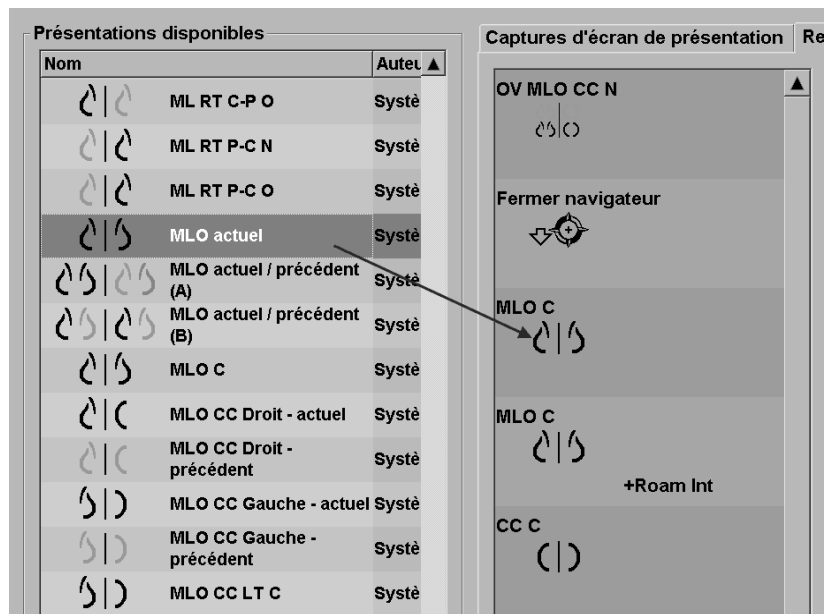 Présentations disponibles
Nom
Auteu
ML RT C-P O
Systè
ML RT P-C N
Systè
ML RT P-C O
Systè
MLO actuel
Systè
MLO actuel / précédent
(A)
Systè
MLO actuel / précédent
(B)
Systè
MLO C
Systè
MLO CC Droit - actuel
Systè
MLO CC Droit -
précédent
Systè
MLO CC Gauche - actuel
Systè
MLO CC Gauche -
précédent
Systè
MLO CC LT C
Systè
Captures d'écran de présentation
Re
OV MLO CC N
Fermer navigateur
MLO C
MLO C
+Roam Int
CC C